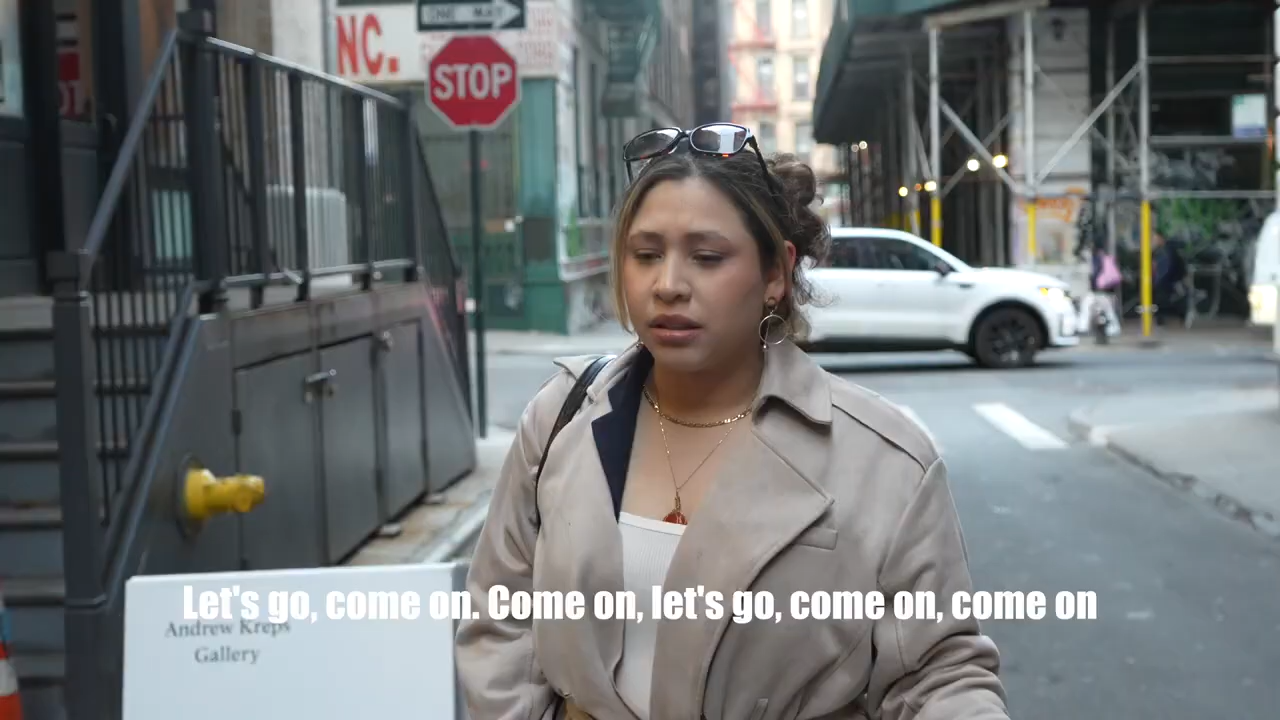 ONE WAY
NC.
STOP
Let's go, come on. Come on, let's go, come on, come on
Andrew Kreps
Gallery